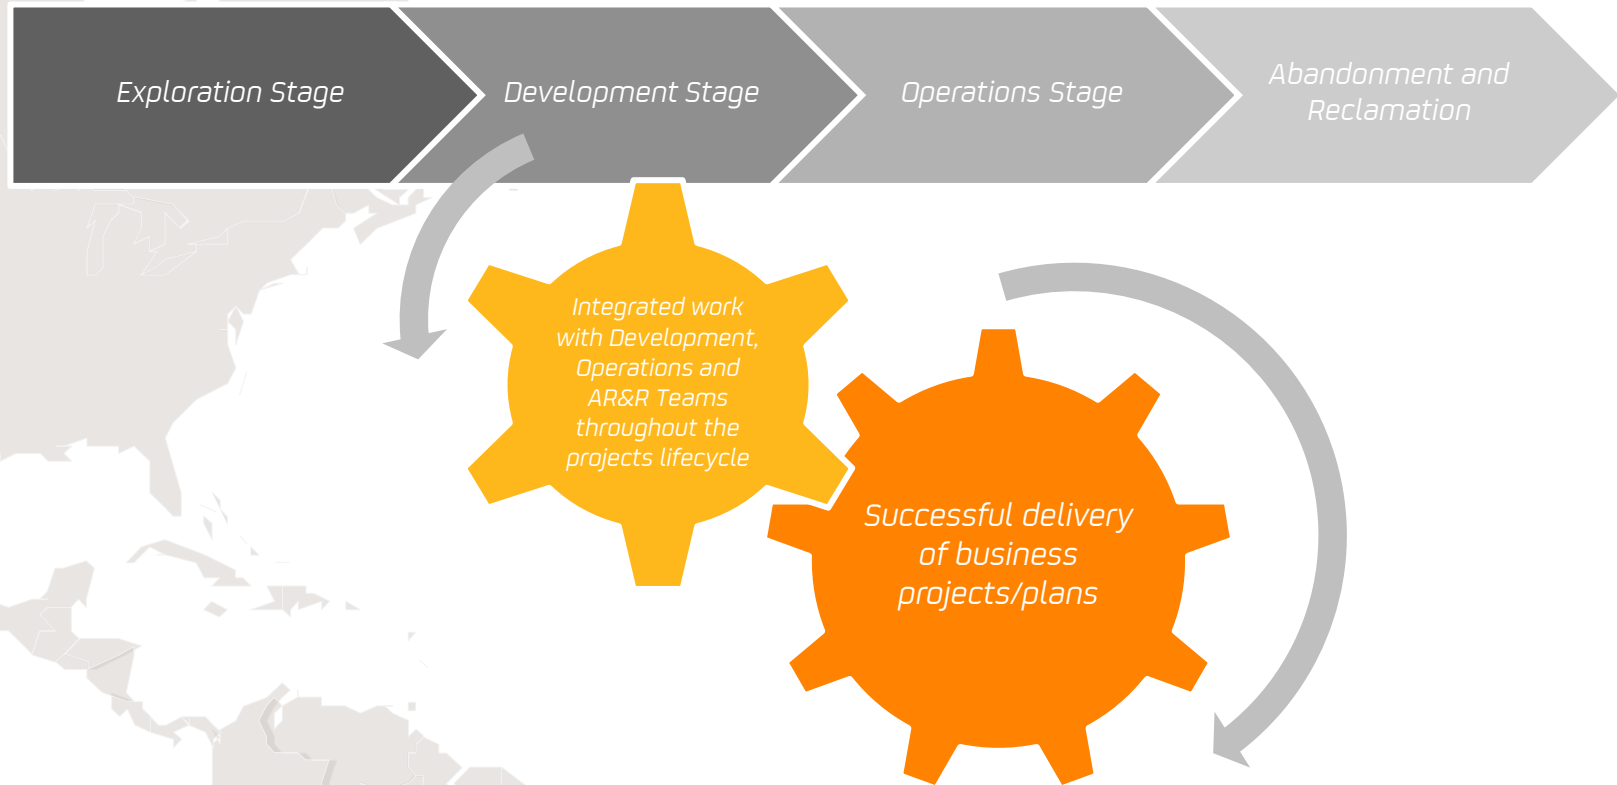 Exploration Stage
Development Stage
Operations Stage
Abandonment and
Reclamation
Integrated work
with Development,
Operations and
AR&R Teams
throughout the
projects lifecycle
Successful delivery
of business
projects/plans